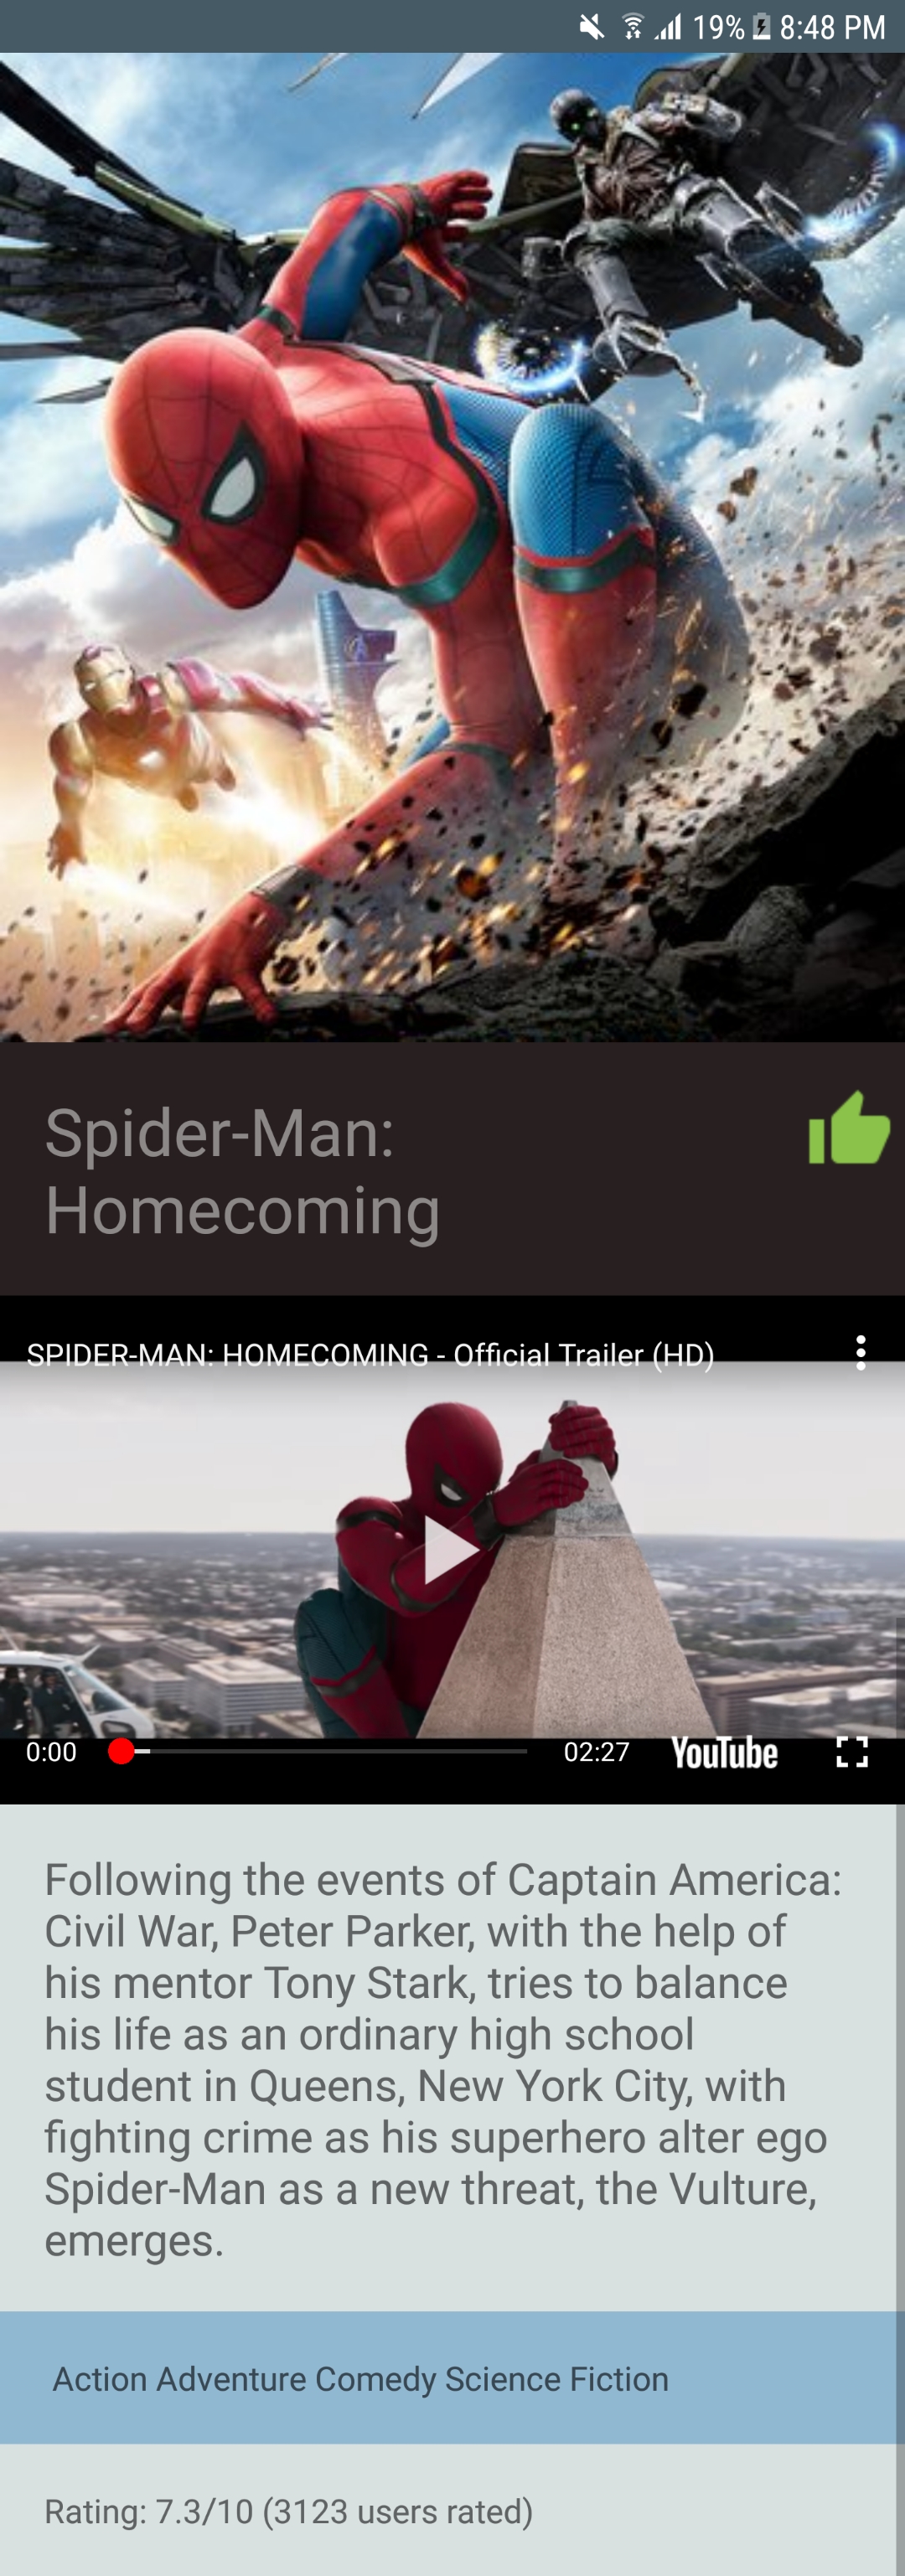 19% 8:48 PM
Spider-Man:
Homecoming
SPIDER-MAN: HOMECOMING - Official Trailer (HD)
0:00 02:27 YouTube
Following the events of Captain America:
Civil War, Peter Parker, with the help of
his mentor Tony Stark, tries to balance
his life as an ordinary high school
student in Queens, New York City, with
fighting crime as his superhero alter ego
Spider-Man as a new threat, the Vulture,
emerges.
Action Adventure Comedy Science Fiction
Rating: 7.3/10 (3123 users rated)